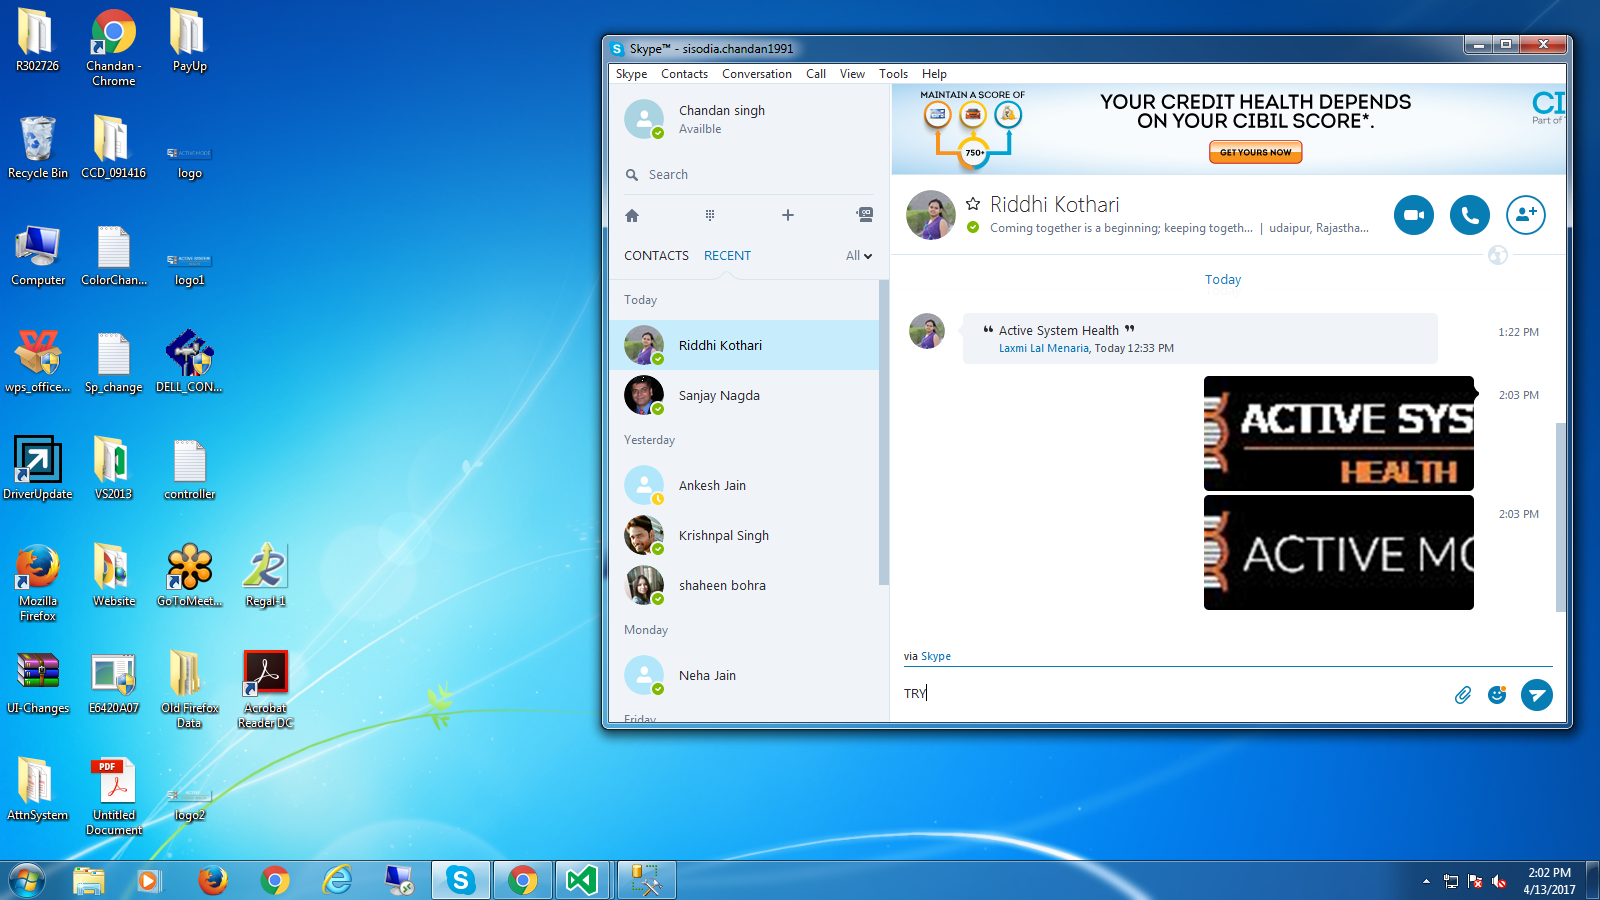 R302726
Chandan -
Chrome
PayUp
Recycle Bin
CCD_091416
ACTIVE MODE
logo
Computer
ColorChan...
ACTIVE SYSTEM
logo1
wps_office...
Sp_change
DELL_CON...
DriverUpdate
VS2013
controller
Mozilla
Firefox
Website
GoToMeet...
Regal-1
UI-Changes
E6420A07
Old Firefox
Data
Acrobat
Reader DC
AttnSystem
PDF
Untitled
Document
logo2
Skype™ - sisodia.chandan1991
Skype Contacts Conversation Call View Tools Help
Chandan singh
Availble
Search
CONTACTS RECENT All
Today
Riddhi Kothari
Sanjay Nagda
Yesterday
Ankesh Jain
Krishnpal Singh
shaheen bohra
Monday
Neha Jain
Friday
MAINTAIN A SCORE OF
750+
YOUR CREDIT HEALTH DEPENDS
ON YOUR CIBIL SCORE*.
GET YOURS NOW
CI
Part of
Riddhi Kothari
Coming together is a beginning; keeping togeth... | udaipur, Rajastha...
Today
❝ Active System Health ❞
Laxmi Lal Menaria, Today 12:33 PM
1:22 PM
ACTIVE SYS
HEALTH
2:03 PM
ACTIVE MO
2:03 PM
via Skype
TRY
2:02 PM
4/13/2017